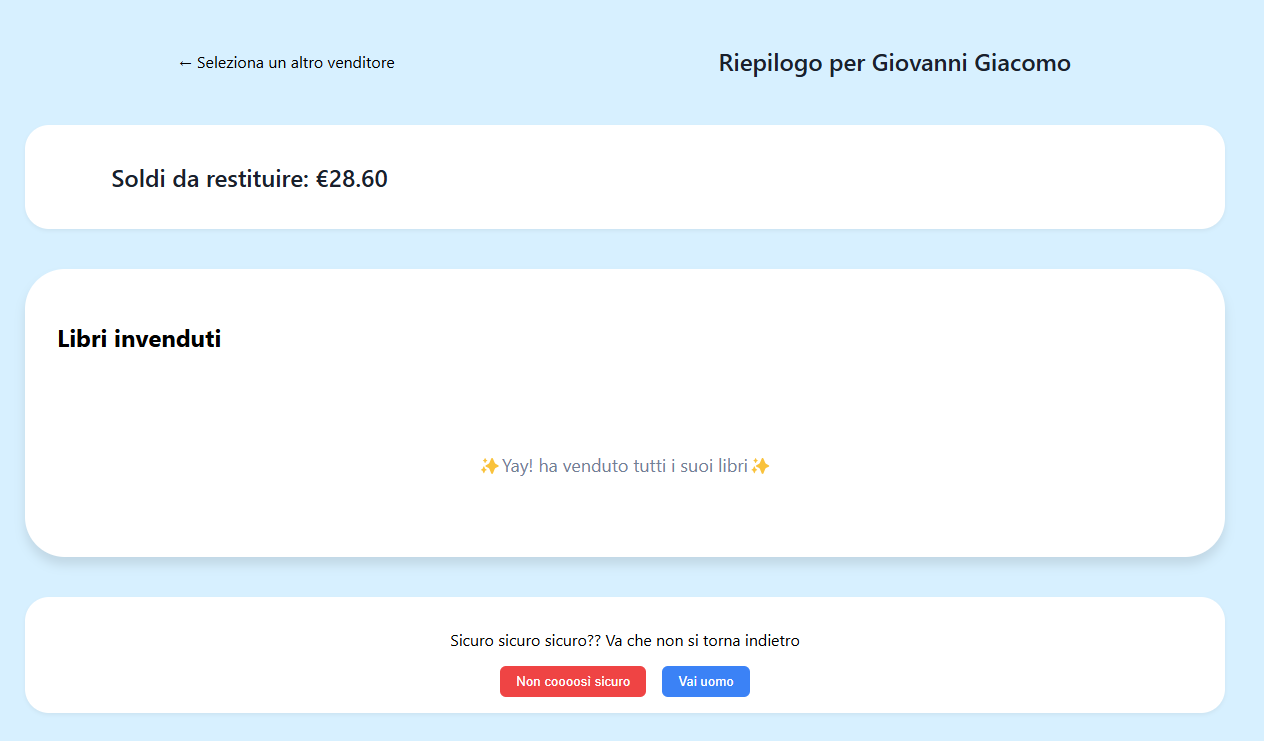 ← Seleziona un altro venditore
Riepilogo per Giovanni Giacomo
Soldi da restituire: €28.60
Libri invenduti
✨Yay! ha venduto tutti i suoi libri✨
Sicuro sicuro sicuro?? Va che non si torna indietro
Non coooosì sicuro
Vai uomo